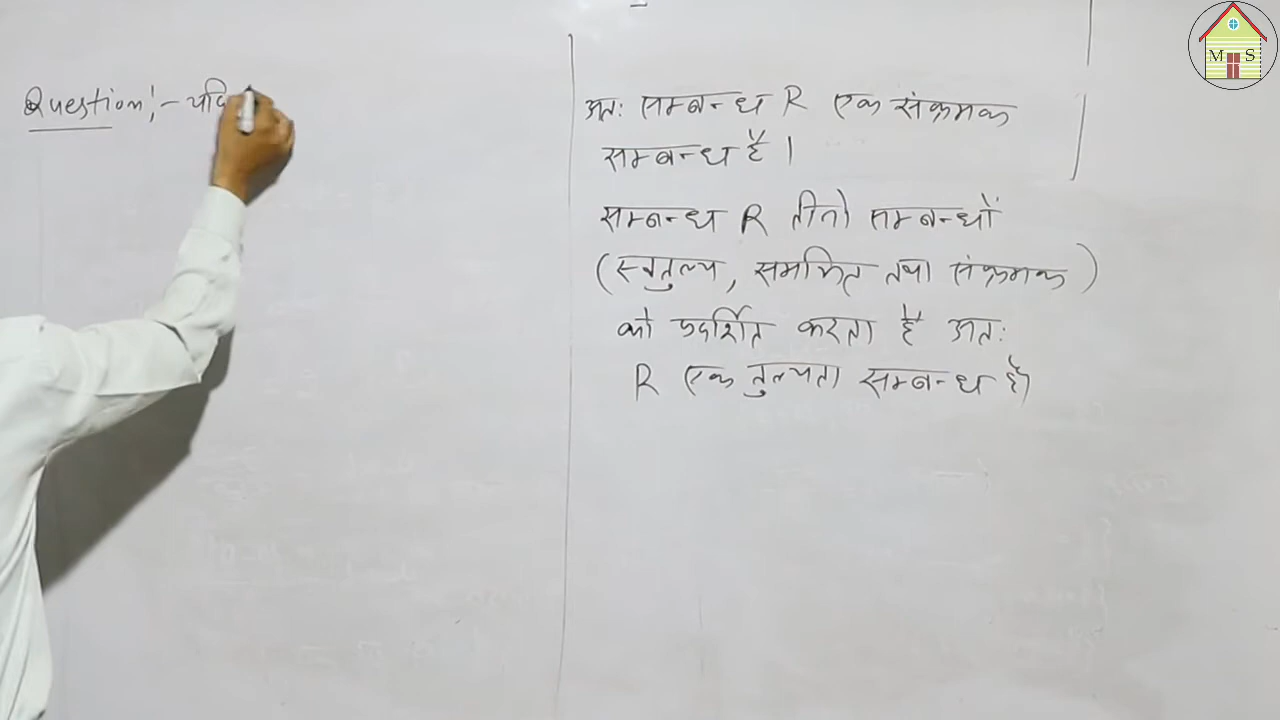 Question:- यदि
अतः सम्बन्ध R एक संक्रमक
सम्बन्ध है।
सम्बन्ध R तीनो सम्बन्धों
(स्वतुल्य, सममित तथा संक्रमक)
को प्रदर्शित करता है अतः
R एक तुल्यता सम्बन्ध है।
M S